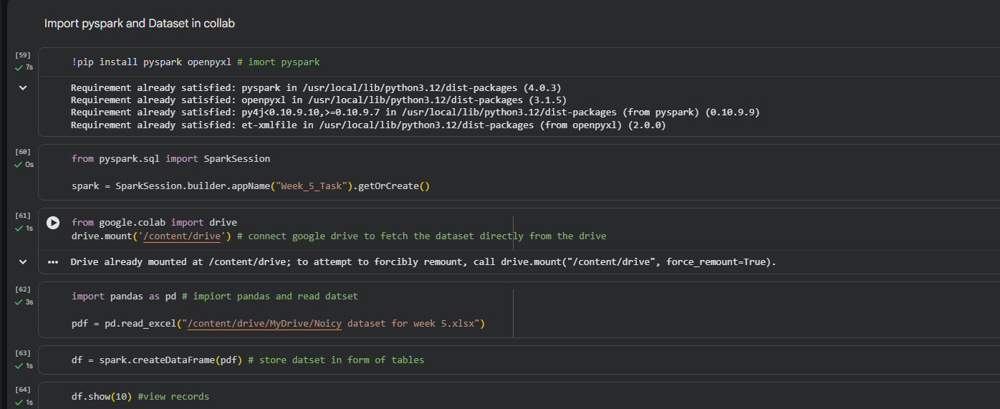 Import pyspark and Dataset in collab
[59]
7s
!pip install pyspark openpyxl # imort pyspark
Requirement already satisfied: pyspark in /usr/local/lib/python3.12/dist-packages (4.0.3)
Requirement already satisfied: openpyxl in /usr/local/lib/python3.12/dist-packages (3.1.5)
Requirement already satisfied: py4j<0.10.9.10,>=0.10.9.7 in /usr/local/lib/python3.12/dist-packages (from pyspark) (0.10.9.9)
Requirement already satisfied: et-xmlfile in /usr/local/lib/python3.12/dist-packages (from openpyxl) (2.0.0)
[60]
0s
from pyspark.sql import SparkSession
spark = SparkSession.builder.appName("Week_5_Task").getOrCreate()
[61]
1s
from google.colab import drive
drive.mount('/content/drive') # connect google drive to fetch the dataset directly from the drive
Drive already mounted at /content/drive; to attempt to forcibly remount, call drive.mount("/content/drive", force_remount=True).
[62]
3s
import pandas as pd # impiort pandas and read datset
pdf = pd.read_excel("/content/drive/MyDrive/Noicy dataset for week 5.xlsx")
[63]
1s
df = spark.createDataFrame(pdf) # store datset in form of tables
[64]
1s
df.show(10) #view records